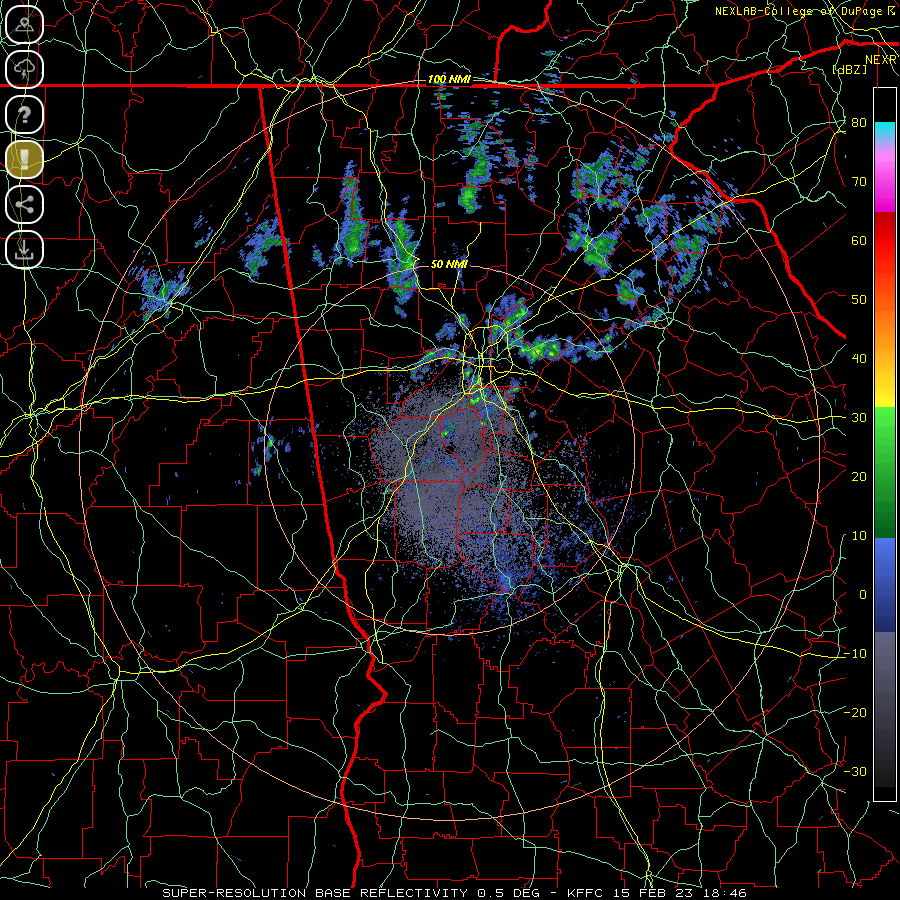 NEXLAB-College of DuPage
NEXR
[dBZ]
100 NMI
80
70
60
50 NMI
50
40
30
20
10
0
-10
-20
-30
?
SUPER-RESOLUTION BASE REFLECTIVITY 0.5 DEG - KFFC 15 FEB 23 18:46